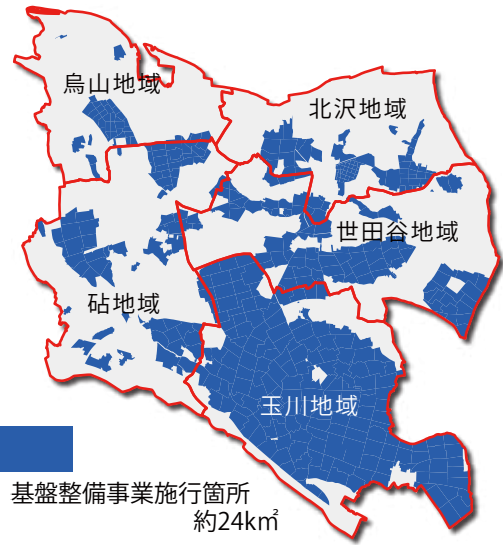 烏山地域
北沢地域
世田谷地域
砧地域
玉川地域
基盤整備事業施行箇所
約24k㎡